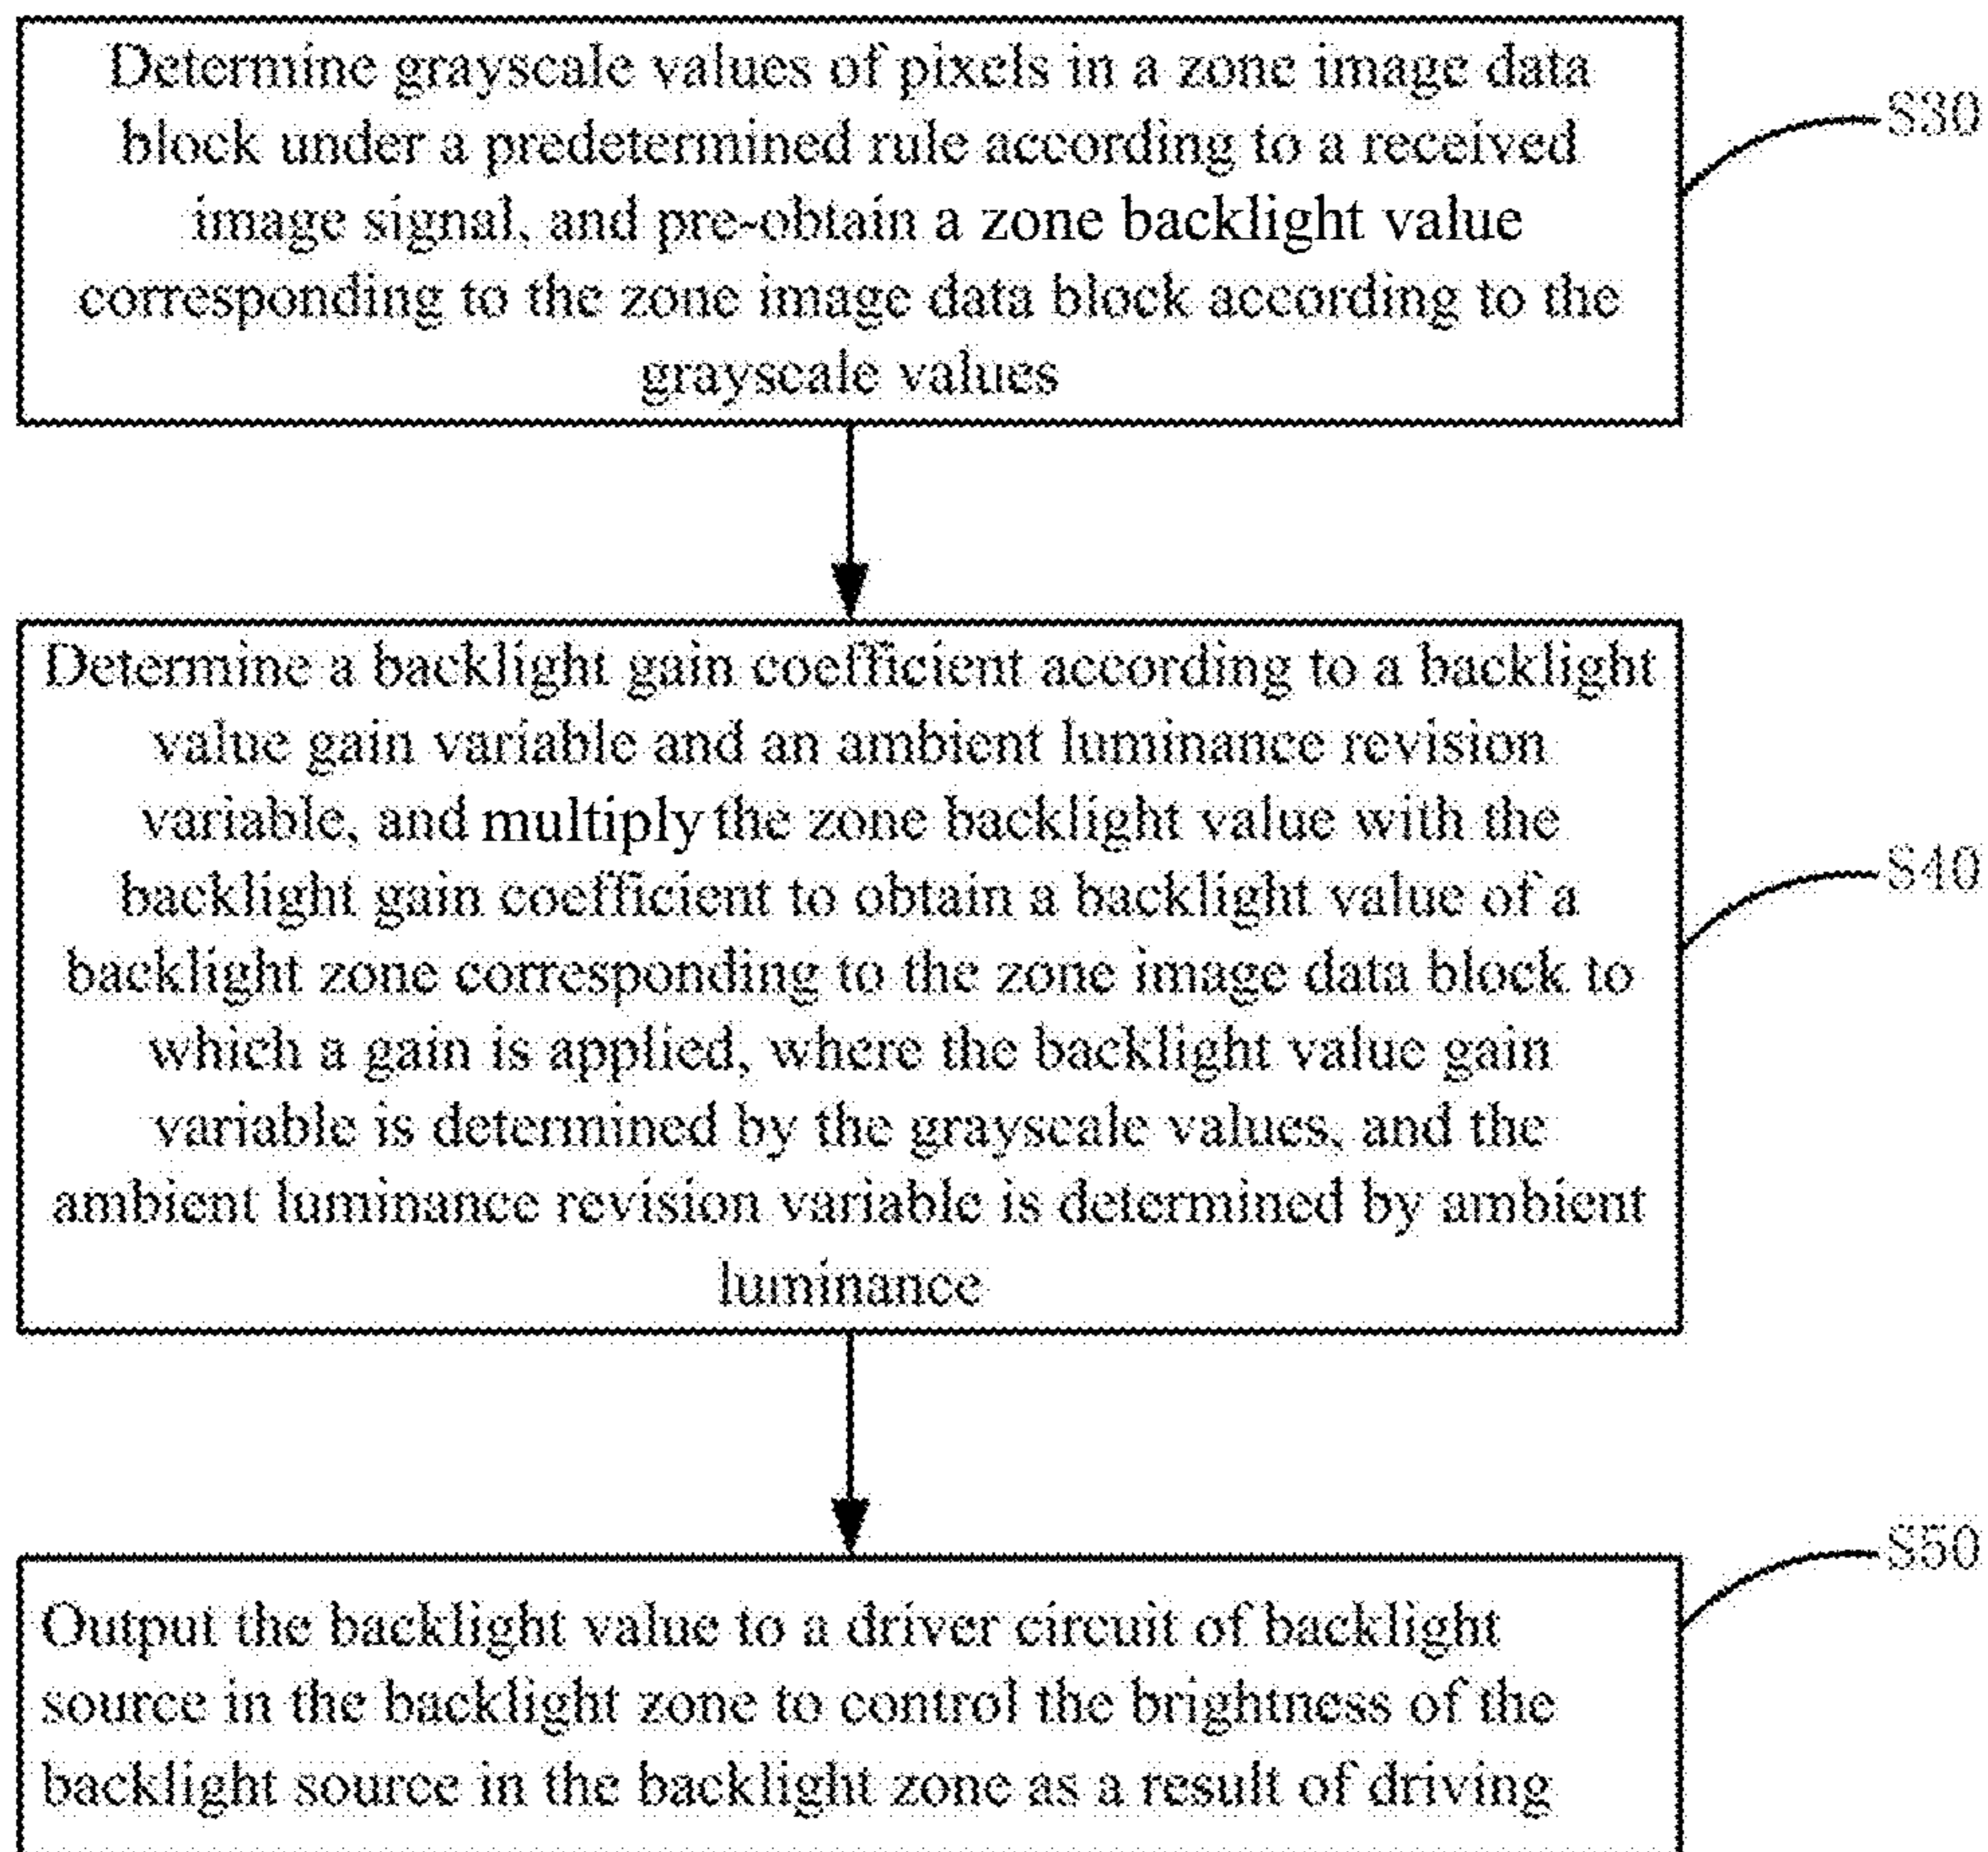 Determine grayscale values of pixels in a zone image data
block under a predetermined rule according to a received
image signal, and pre-obtain a zone backlight value
corresponding to the zone image data block according to the
grayscale values
S30
Determine a backlight gain coefficient according to a backlight
value gain variable and an ambient luminance revision
variable, and multiply the zone backlight value with the
backlight gain coefficient to obtain a backlight value of a
backlight zone corresponding to the zone image data block to
which a gain is applied, where the backlight value gain
variable is determined by the grayscale values, and the
ambient luminance revision variable is determined by ambient
luminance
S40
Output the backlight value to a driver circuit of backlight
source in the backlight zone to control the brightness of the
backlight source in the backlight zone as a result of driving
S50